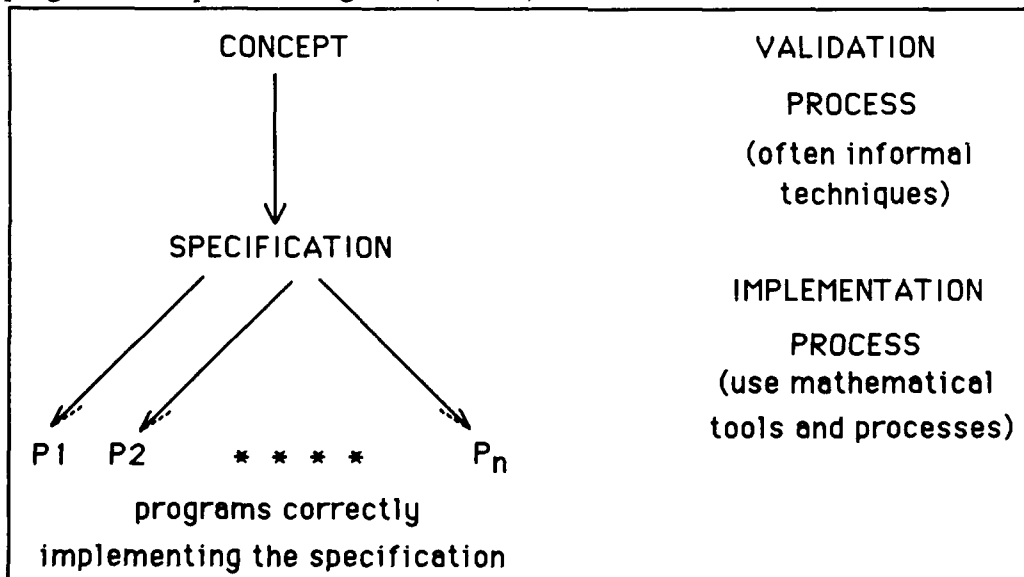 CONCEPT
SPECIFICATION
P1 P2 * * * * Pn
programs correctly
implementing the specification
VALIDATION
PROCESS
(often informal
techniques)
IMPLEMENTATION
PROCESS
(use mathematical
tools and processes)